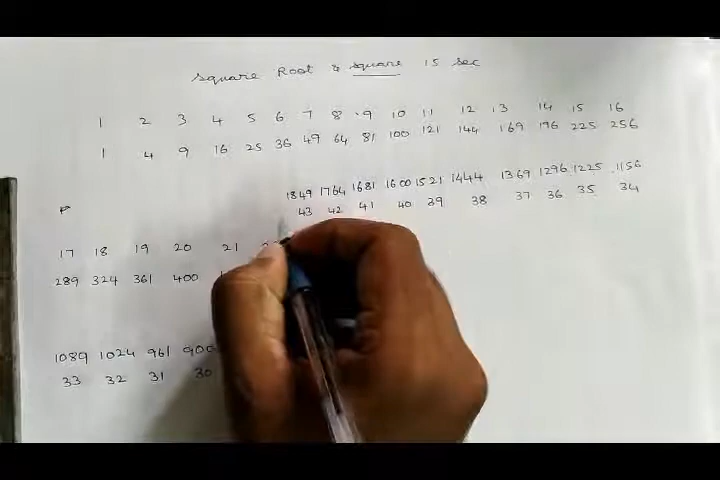 square Root & square 15 sec
1 2 3 4 5 6 7 8 9 10 11 12 13 14 15 16
1 4 9 16 25 36 49 64 81 100 121 144 169 196 225 256
1849 1764 1681 1600 1521 1444 1369 1296 1225 1156
43 42 41 40 39 38 37 36 35 34
17 18 19 20 21
289 324 361 400
1089 1024 961 900
33 32 31 30